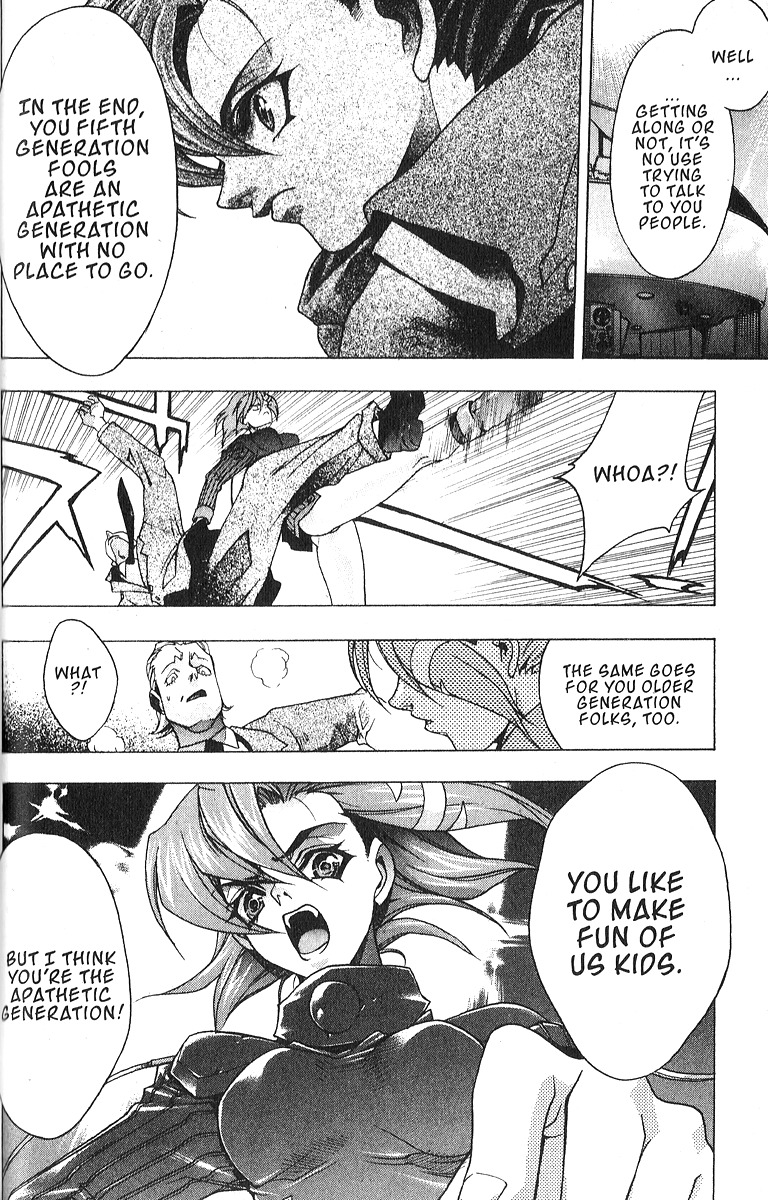 WELL
...
...
GETTING
ALONG OR
NOT, IT'S
NO USE
TRYING
TO TALK
TO YOU
PEOPLE.
IN THE END,
YOU FIFTH
GENERATION
FOOLS
ARE AN
APATHETIC
GENERATION
WITH NO
PLACE TO GO.
WHOA?!
THE SAME GOES
FOR YOU OLDER
GENERATION
FOLKS, TOO.
WHAT
?!
YOU LIKE
TO MAKE
FUN OF
US KIDS.
BUT I THINK
YOU'RE THE
APATHETIC
GENERATION!